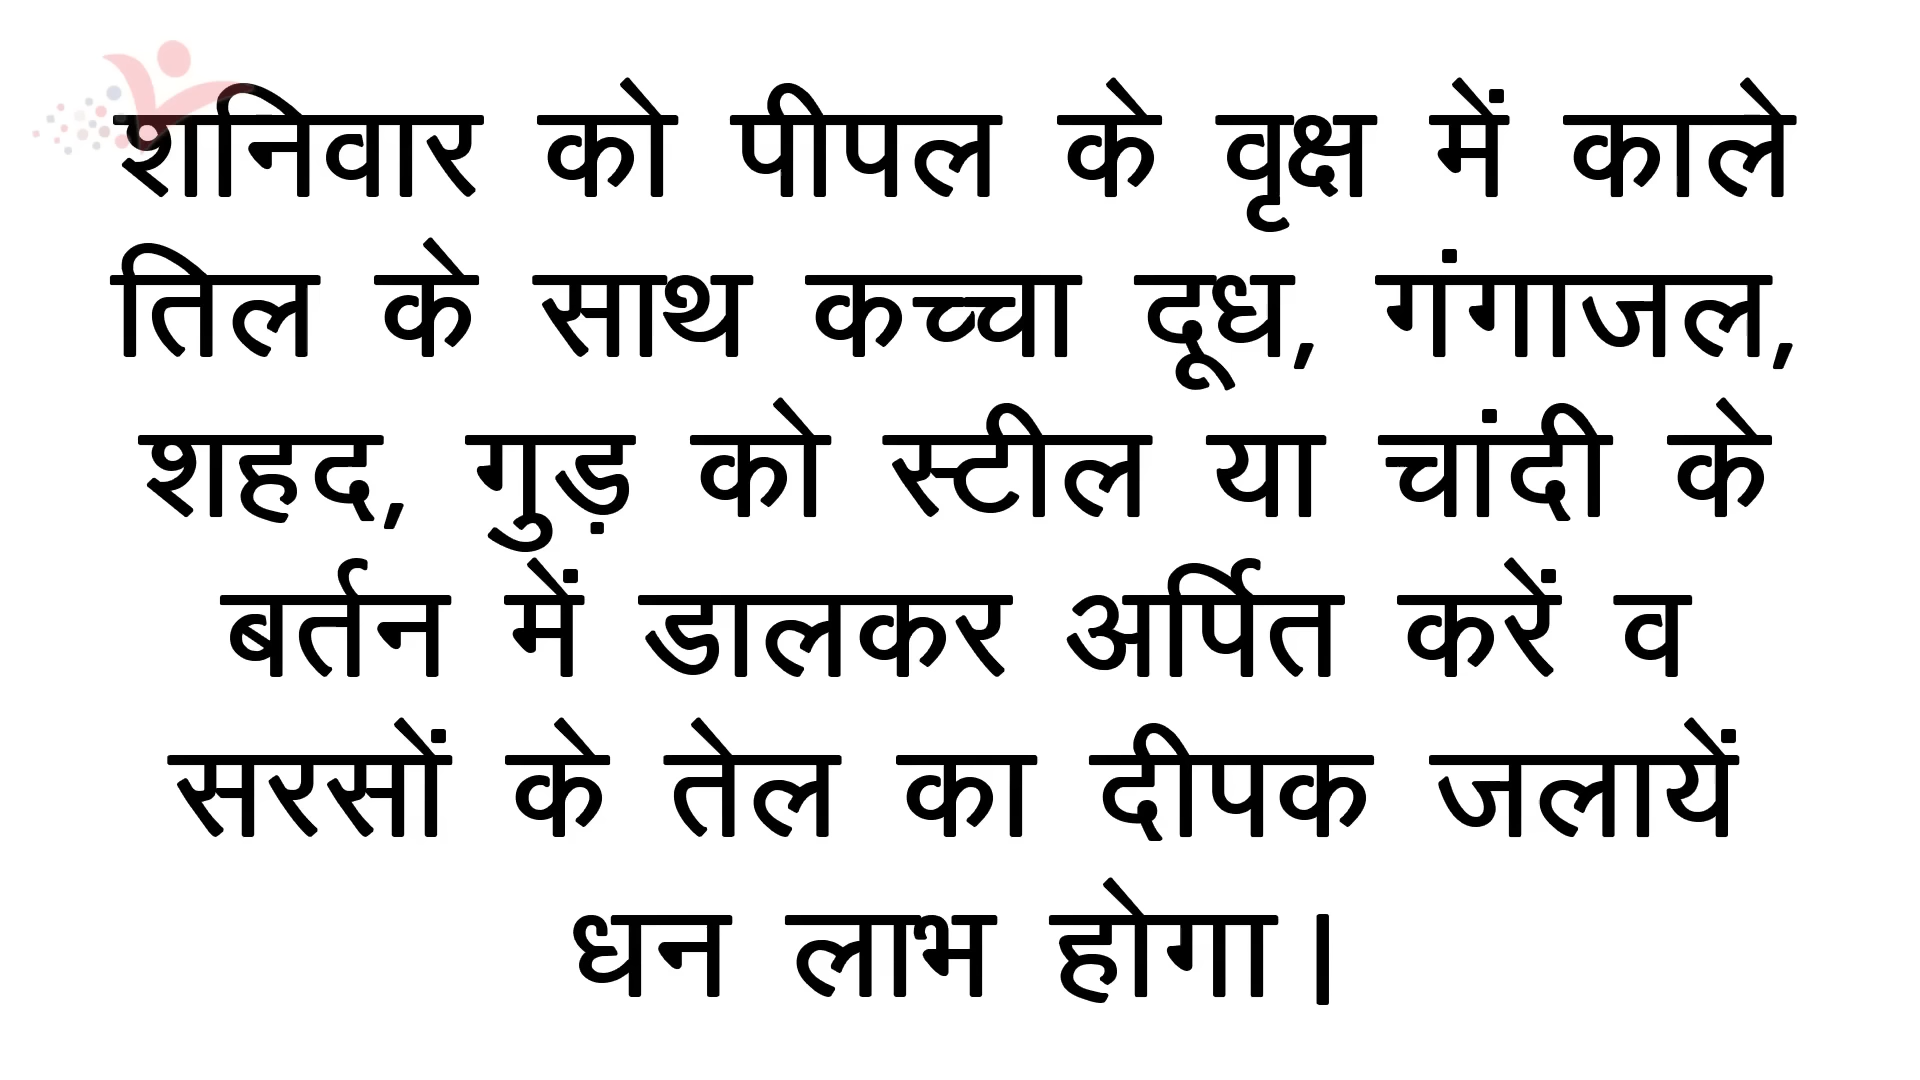 शनिवार को पीपल के वृक्ष में काले
तिल के साथ कच्चा दूध, गंगाजल,
शहद, गुड़ को स्टील या चांदी के
बर्तन में डालकर अर्पित करें व
सरसों के तेल का दीपक जलायें
धन लाभ होगा।